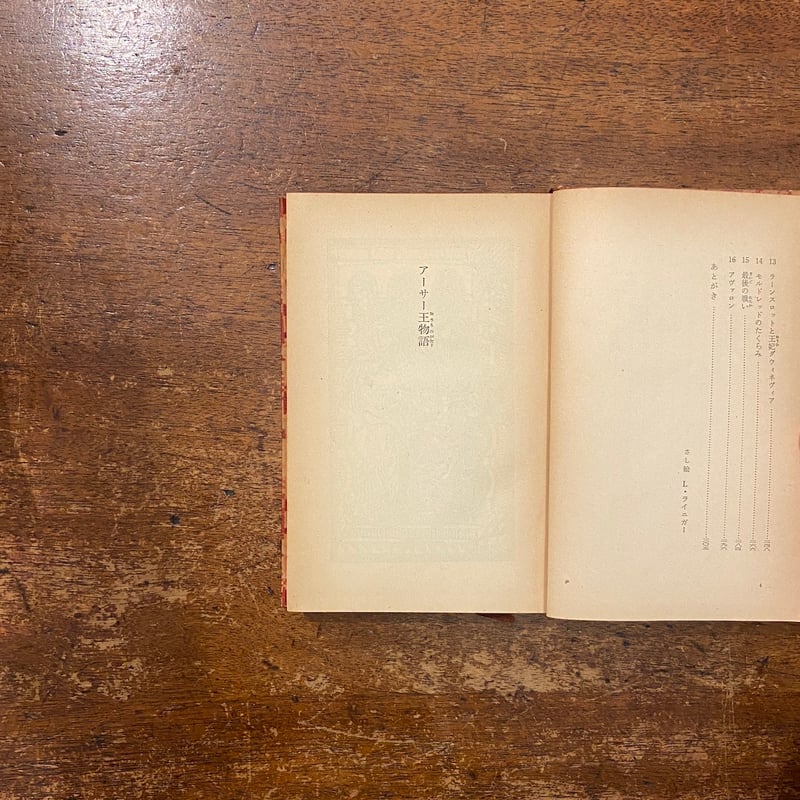 13 ラーンスロットと王妃グウィネヴィア
14 モルドレッドのたくらみ
15 最後の戦い
16 アヴァロン
あとがき
さし絵 L・ライニガー
4
アーサー王物語